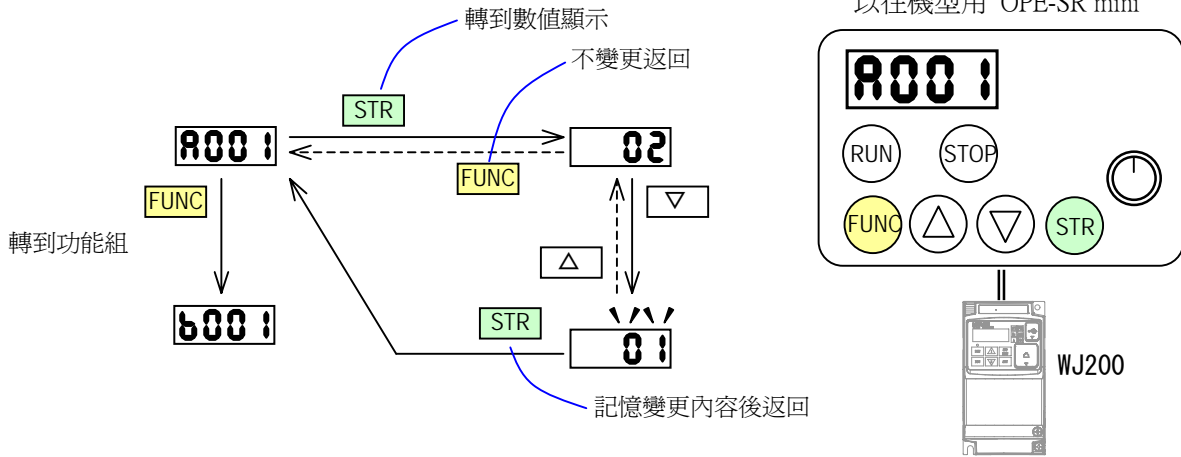 以往機型用 OPE-SR mini
轉到數值顯示
不變更返回
STR
A001
02
FUNC
FUNC
▽
轉到功能組
△
b001
STR
01
記憶變更內容後返回
A001
RUN
STOP
FUNC
△
▽
STR
WJ200